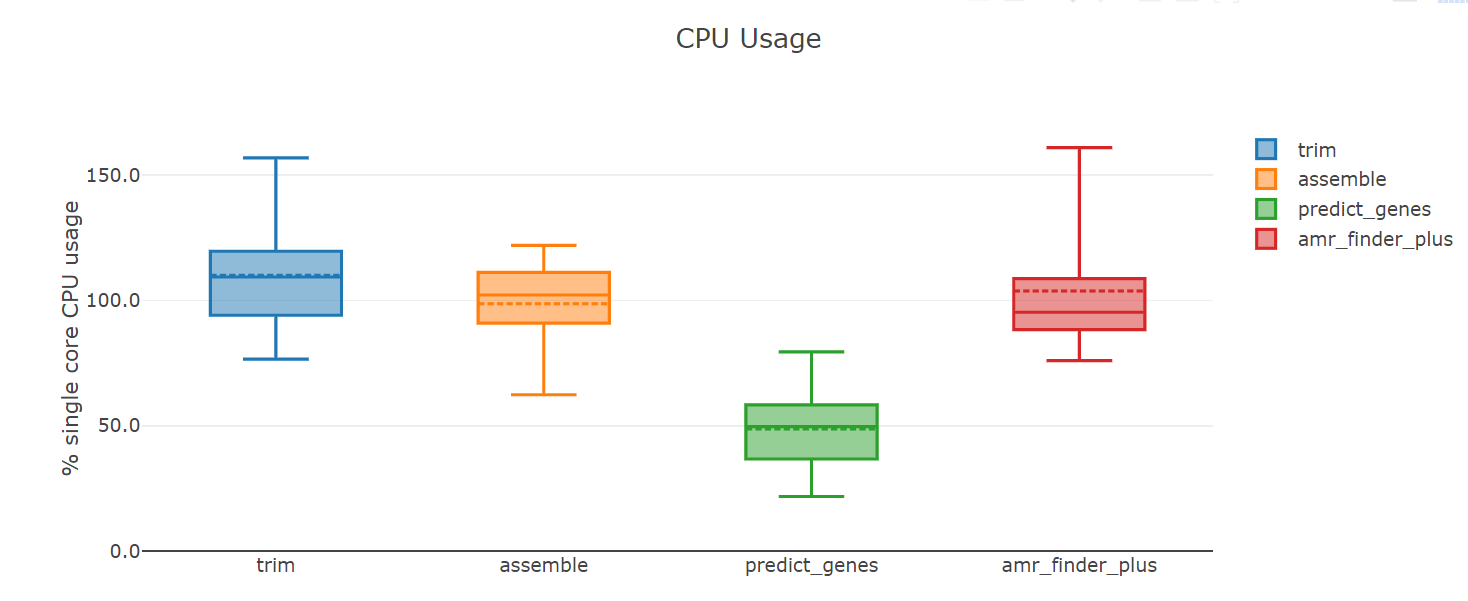 CPU Usage
% single core CPU usage
150.0
100.0
50.0
0.0
trim
assemble
predict_genes
amr_finder_plus
trim
assemble
predict_genes
amr_finder_plus